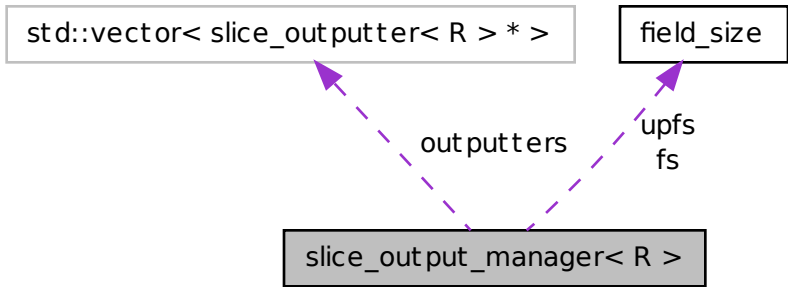 std::vector< slice_outputter< R > * >
field_size
outputters
upfs
fs
slice_output_manager< R >